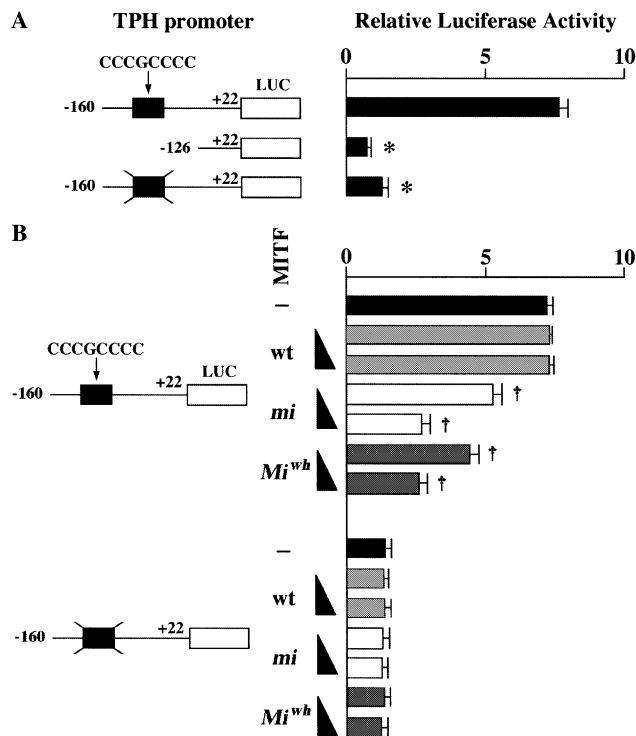 A TPH promoter Relative Luciferase Activity
0 5 10
CCCGCCCC
LUC
-160 +22
-126 +22 *
-160 +22 *
B MITF 0 5 10
–
wt
CCCGCCCC
LUC
-160 +22
mi †
†
Mi wh †
†
–
wt
-160 +22
mi
Mi wh